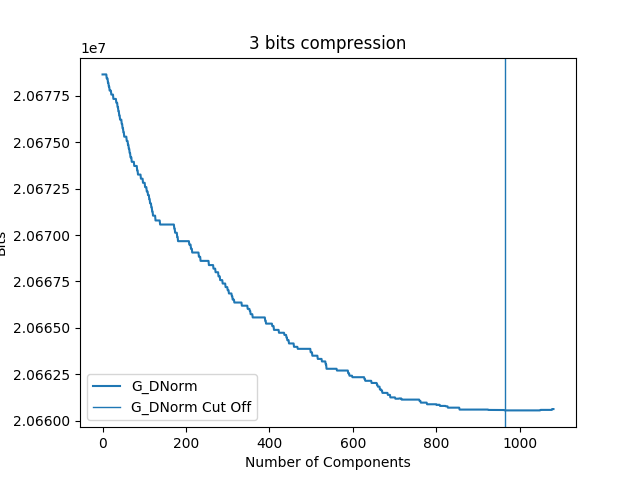 3 bits compression
1e7
2.06775
2.06750
2.06725
2.06700
2.06675
2.06650
2.06625
2.06600
Bits
G_DNorm
G_DNorm Cut Off
0 200 400 600 800 1000
Number of Components